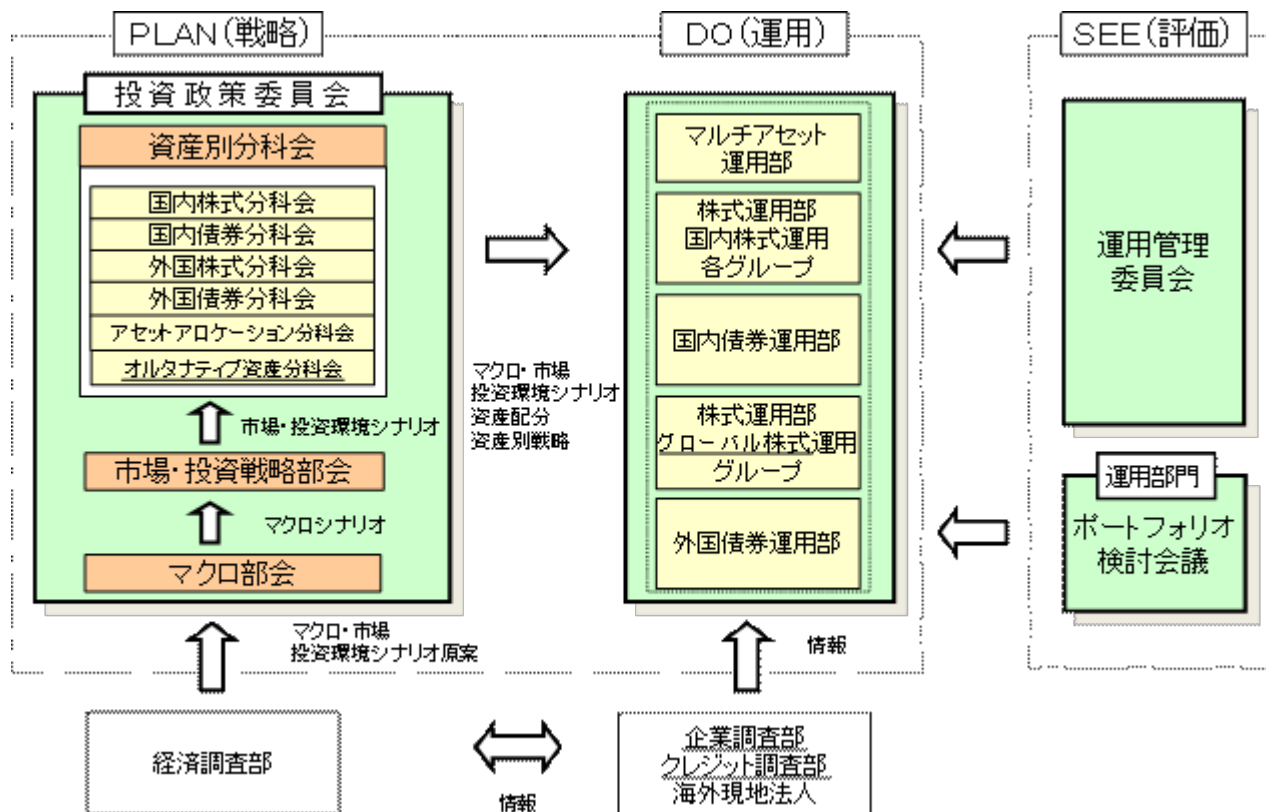 PLAN(戦略)
投資政策委員会
資産別分科会
国内株式分科会
国内債券分科会
外国株式分科会
外国債券分科会
アセットアロケーション分科会
オルタナティブ資産分科会
市場・投資環境シナリオ
市場・投資戦略部会
マクロシナリオ
マクロ部会
マクロ・市場
投資環境シナリオ原案
経済調査部
マクロ・市場
投資環境シナリオ
資産配分
資産別戦略
DO(運用)
マルチアセット
運用部
株式運用部
国内株式運用
各グループ
国内債券運用部
株式運用部
グローバル株式運用
グループ
外国債券運用部
情報
企業調査部
クレジット調査部
海外現地法人
情報
SEE(評価)
運用管理
委員会
運用部門
ポートフォリオ
検討会議